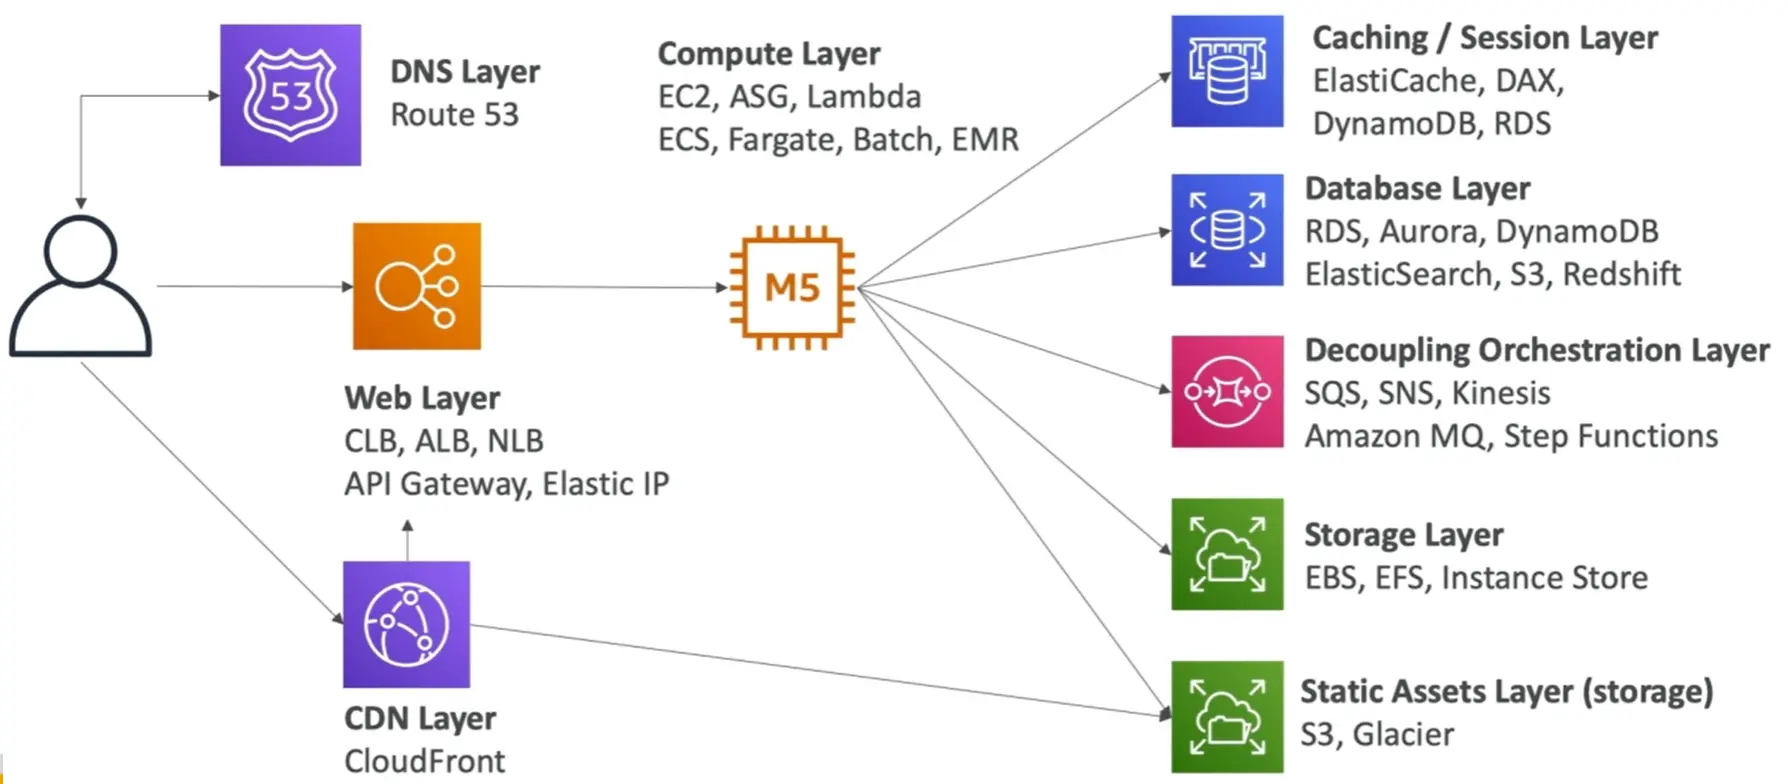 53
DNS Layer
Route 53
Compute Layer
EC2, ASG, Lambda
ECS, Fargate, Batch, EMR
M5
Web Layer
CLB, ALB, NLB
API Gateway, Elastic IP
CDN Layer
CloudFront
Caching / Session Layer
ElastiCache, DAX,
DynamoDB, RDS
Database Layer
RDS, Aurora, DynamoDB
ElasticSearch, S3, Redshift
Decoupling Orchestration Layer
SQS, SNS, Kinesis
Amazon MQ, Step Functions
Storage Layer
EBS, EFS, Instance Store
Static Assets Layer (storage)
S3, Glacier